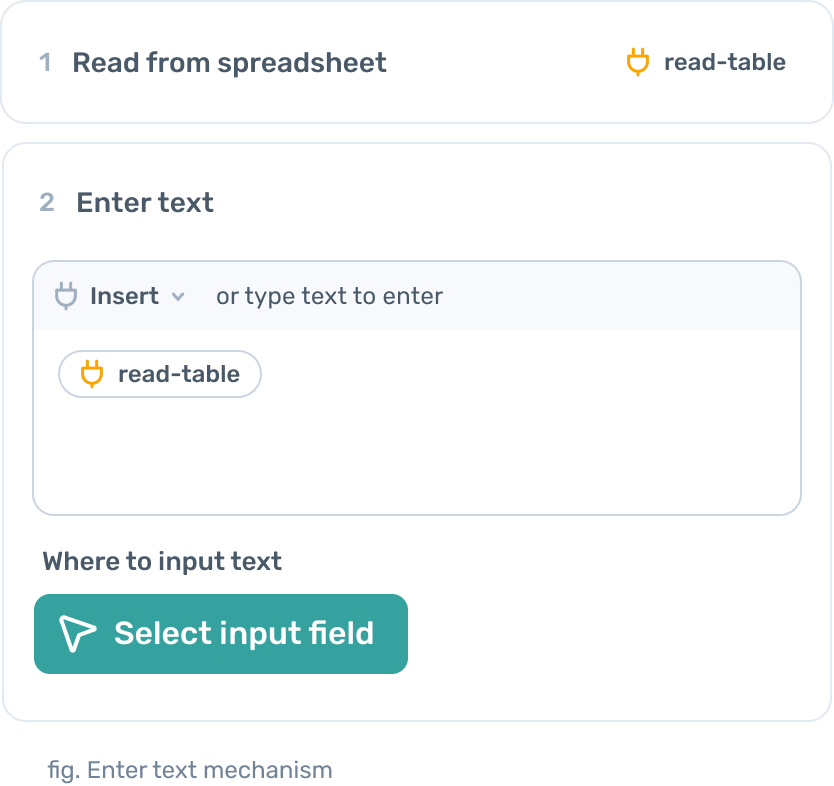 1 Read from spreadsheet read-table
2 Enter text
Insert or type text to enter
read-table
Where to input text
Select input field
fig. Enter text mechanism